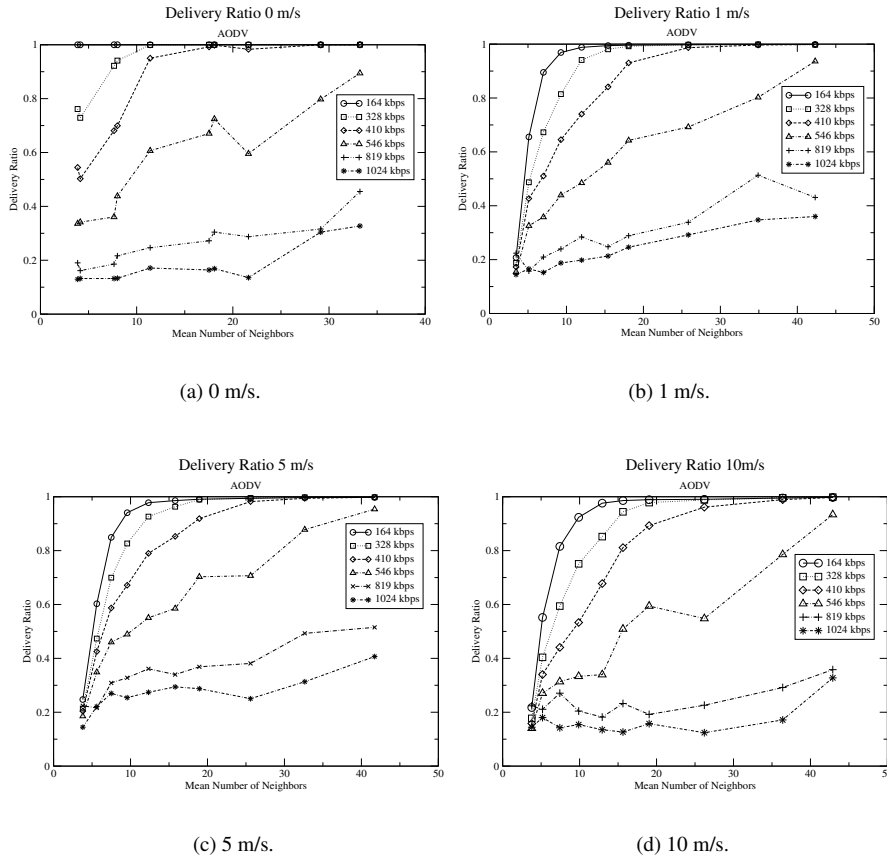 Delivery Ratio 0 m/s
AODV
1
0.8
0.6
0.4
0.2
0
Delivery Ratio
0 10 20 30 40
Mean Number of Neighbors
164 kbps
328 kbps
410 kbps
546 kbps
819 kbps
1024 kbps
(a) 0 m/s.
Delivery Ratio 1 m/s
AODV
1
0.8
0.6
0.4
0.2
0
Delivery Ratio
0 10 20 30 40 50
Mean Number of Neighbors
164 kbps
328 kbps
410 kbps
546 kbps
819 kbps
1024 kbps
(b) 1 m/s.
Delivery Ratio 5 m/s
AODV
1
0.8
0.6
0.4
0.2
0
Delivery Ratio
0 10 20 30 40 50
Mean Number of Neighbors
164 kbps
328 kbps
410 kbps
546 kbps
819 kbps
1024 kbps
(c) 5 m/s.
Delivery Ratio 10m/s
AODV
1
0.8
0.6
0.4
0.2
0
Delivery Ratio
0 10 20 30 40 50
Mean Number of Neighbors
164 kbps
328 kbps
410 kbps
546 kbps
819 kbps
1024 kbps
(d) 10 m/s.